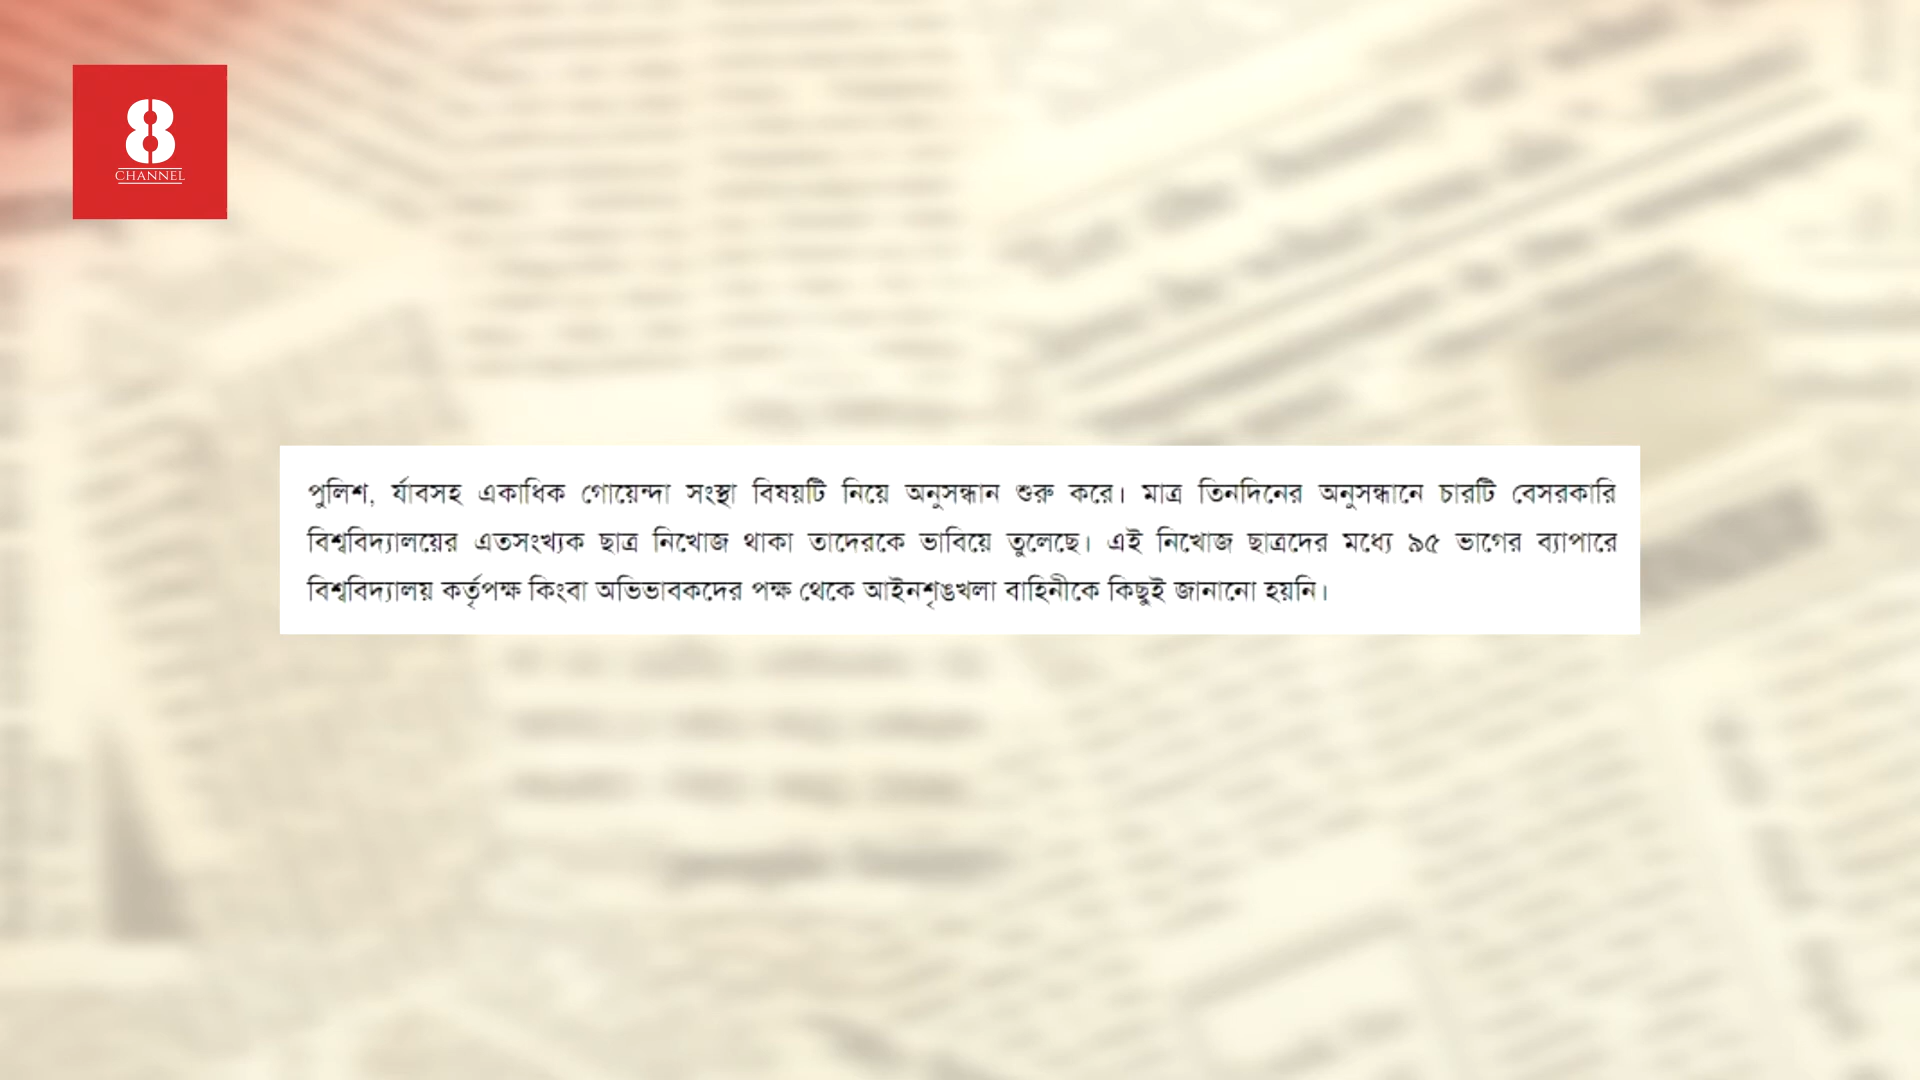 8
CHANNEL
পুলিশ, র্যাবসহ একাধিক গোয়েন্দা সংস্থা বিষয়টি নিয়ে অনুসন্ধান শুরু করে। মাত্র তিনদিনের অনুসন্ধানে চারটি বেসরকারি
বিশ্ববিদ্যালয়ের এতসংখ্যক ছাত্র নিখোজ থাকা তাদেরকে ভাবিয়ে তুলেছে। এই নিখোজ ছাত্রদের মধ্যে ৯৫ ভাগের ব্যাপারে
বিশ্ববিদ্যালয় কর্তৃপক্ষ কিংবা অভিভাবকদের পক্ষ থেকে আইনশৃঙখলা বাহিনীকে কিছুই জানানো হয়নি।